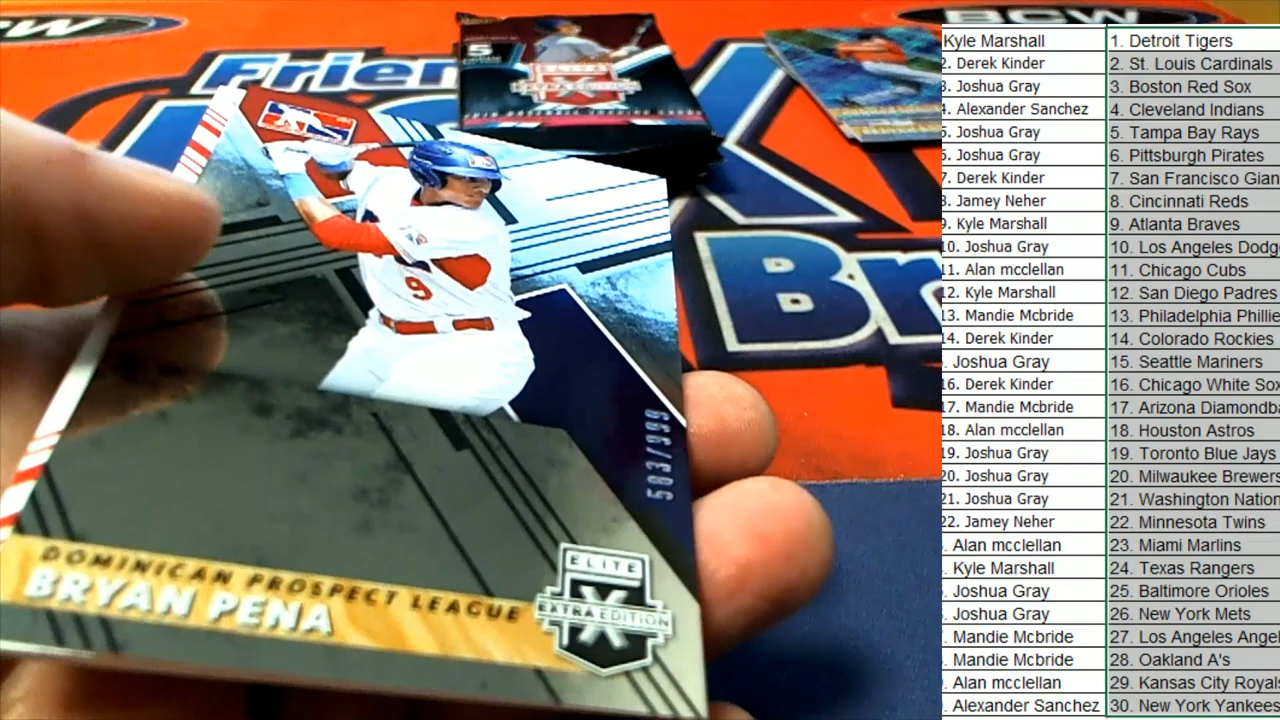 BCW
Frien
Br
5
ELITE
EXTRA EDITION
9
583/999
DOMINICAN PROSPECT LEAGUE
BRYAN PENA
ELITE
EXTRA EDITION
X
BCW
Kyle Marshall 1. Detroit Tigers
2. Derek Kinder 2. St. Louis Cardinals
3. Joshua Gray 3. Boston Red Sox
4. Alexander Sanchez 4. Cleveland Indians
5. Joshua Gray 5. Tampa Bay Rays
6. Joshua Gray 6. Pittsburgh Pirates
7. Derek Kinder 7. San Francisco Gian
8. Jamey Neher 8. Cincinnati Reds
9. Kyle Marshall 9. Atlanta Braves
10. Joshua Gray 10. Los Angeles Dodg
11. Alan mcclellan 11. Chicago Cubs
12. Kyle Marshall 12. San Diego Padres
13. Mandie Mcbride 13. Philadelphia Phillie
14. Derek Kinder 14. Colorado Rockies
Joshua Gray 15. Seattle Mariners
16. Derek Kinder 16. Chicago White Sox
17. Mandie Mcbride 17. Arizona Diamondb
18. Alan mcclellan 18. Houston Astros
19. Joshua Gray 19. Toronto Blue Jays
20. Joshua Gray 20. Milwaukee Brewers
21. Joshua Gray 21. Washington Nation
22. Jamey Neher 22. Minnesota Twins
Alan mcclellan 23. Miami Marlins
Kyle Marshall 24. Texas Rangers
Joshua Gray 25. Baltimore Orioles
Joshua Gray 26. New York Mets
Mandie Mcbride 27. Los Angeles Ange
Mandie Mcbride 28. Oakland A's
Alan mcclellan 29. Kansas City Royals
Alexander Sanchez 30. New York Yankees